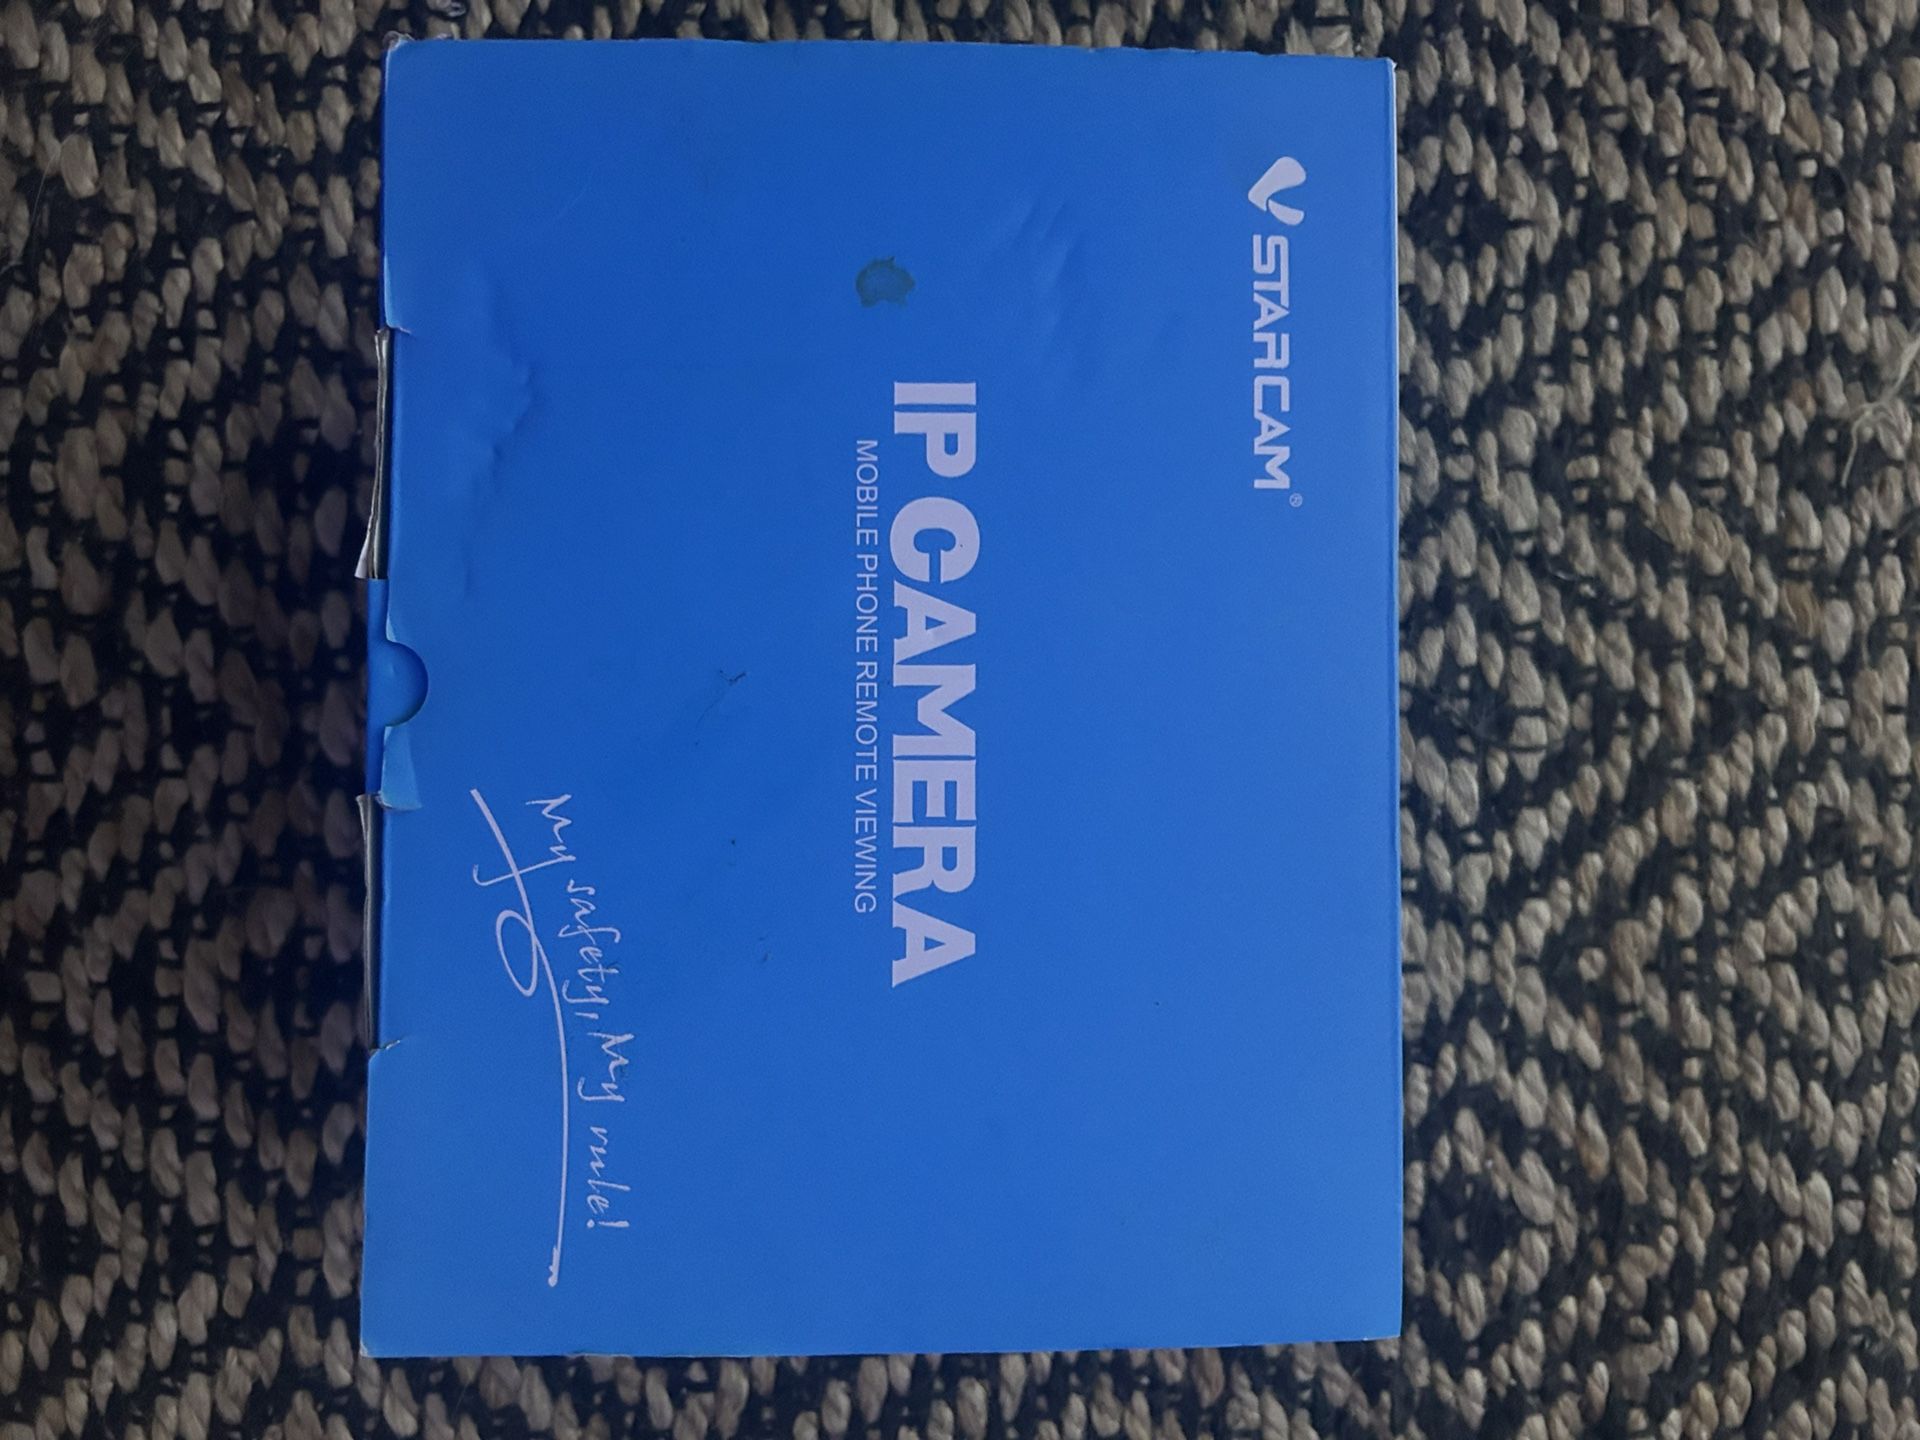 VSTARCAM®
IP CAMERA
MOBILE PHONE REMOTE VIEWING
My safety, My rule!